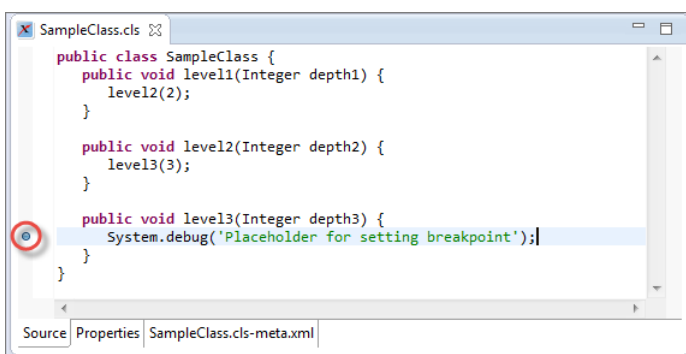 SampleClass.cls
public class SampleClass {
public void level1(Integer depth1) {
level2(2);
}
public void level2(Integer depth2) {
level3(3);
}
public void level3(Integer depth3) {
System.debug('Placeholder for setting breakpoint');
}
}
Source Properties SampleClass.cls-meta.xml